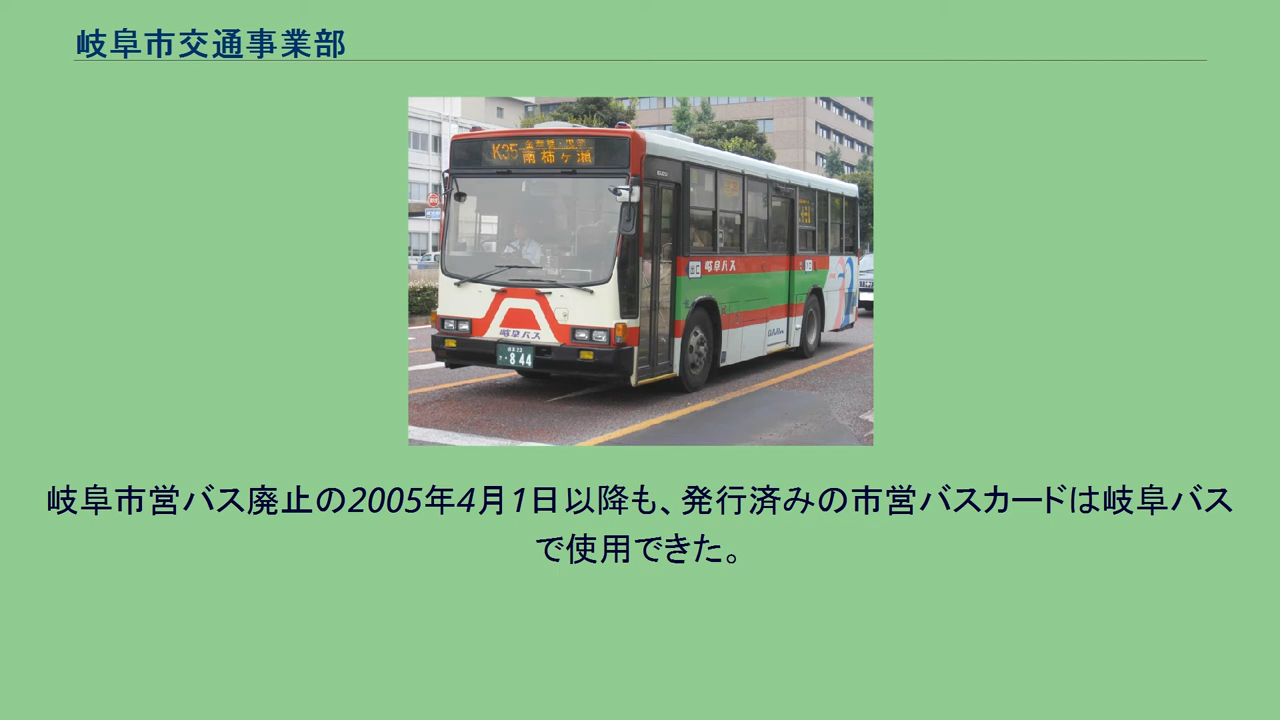 岐阜市交通事業部
K35
南柿ヶ瀬
出口
岐阜バス
岐阜バス
844
岐阜市営バス廃止の2005年4月1日以降も、発行済みの市営バスカードは岐阜バス
で使用できた。